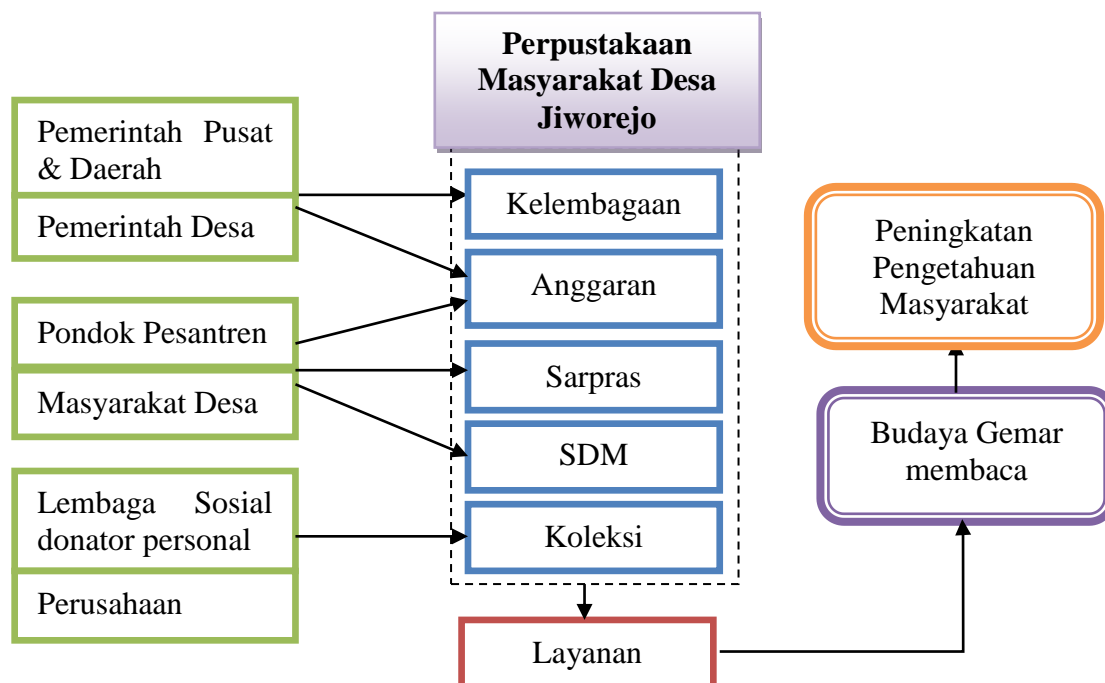 Perpustakaan
Masyarakat Desa
Jiworejo
Pemerintah Pusat
& Daerah
Pemerintah Desa
Pondok Pesantren
Masyarakat Desa
Lembaga Sosial
donator personal
Perusahaan
Kelembagaan
Anggaran
Sarpras
SDM
Koleksi
Layanan
Peningkatan
Pengetahuan
Masyarakat
Budaya Gemar
membaca